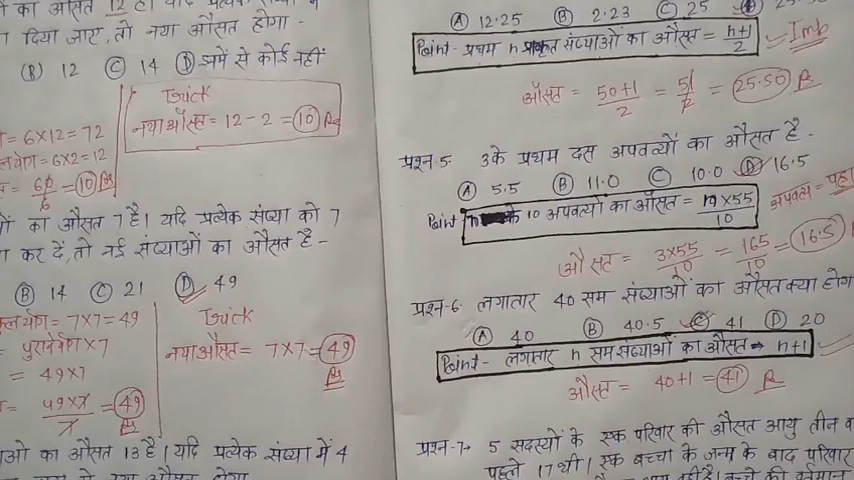 का औसत 12 है। यदि प्रत्येक
दिया जाए, तो नया औसत होगा -
(B) 12 (C) 14 (D) इनमें से कोई नहीं
= 6×12 = 72
= 6×2 = 12
= 60/6 = 10
Trick
नया औसत = 12 - 2 = 10
का औसत 7 है। यदि प्रत्येक संख्या को 7
कर दें, तो नई संख्याओं का औसत है -
(B) 14 (C) 21 (D) 49
= 7×7 = 49
×7
= 49×7
= 49×7/7 = 49
Trick
नया औसत = 7×7 = 49
का औसत 13 है। यदि प्रत्येक संख्या में 4
(A) 12.25 (B) 2.23 (C) 25
Point - प्रथम n प्राकृत संख्याओं का औसत = n+1/2 Imb
औसत = 50+1/2 = 51/2 = 25.50
प्रश्न-5. 3 के प्रथम दस अपवर्त्यों का औसत है -
(A) 5.5 (B) 11.0 (C) 10.0 (D) 16.5
Point n के 10 अपवर्त्यों का औसत = n×55/10
अपवर्त्य =
औसत = 3×55/10 = 165/10 = 16.5
प्रश्न-6. लगातार 40 सम संख्याओं का औसत क्या होग
(A) 40 (B) 40.5 (C) 41 (D) 20
Point - लगातार n सम संख्याओं का औसत → n+1
औसत = 40+1 = 41
प्रश्न-7→ 5 सदस्यों के एक परिवार की औसत आयु तीन व
पहले 17 थी। एक बच्चा के जन्म के बाद परिवार